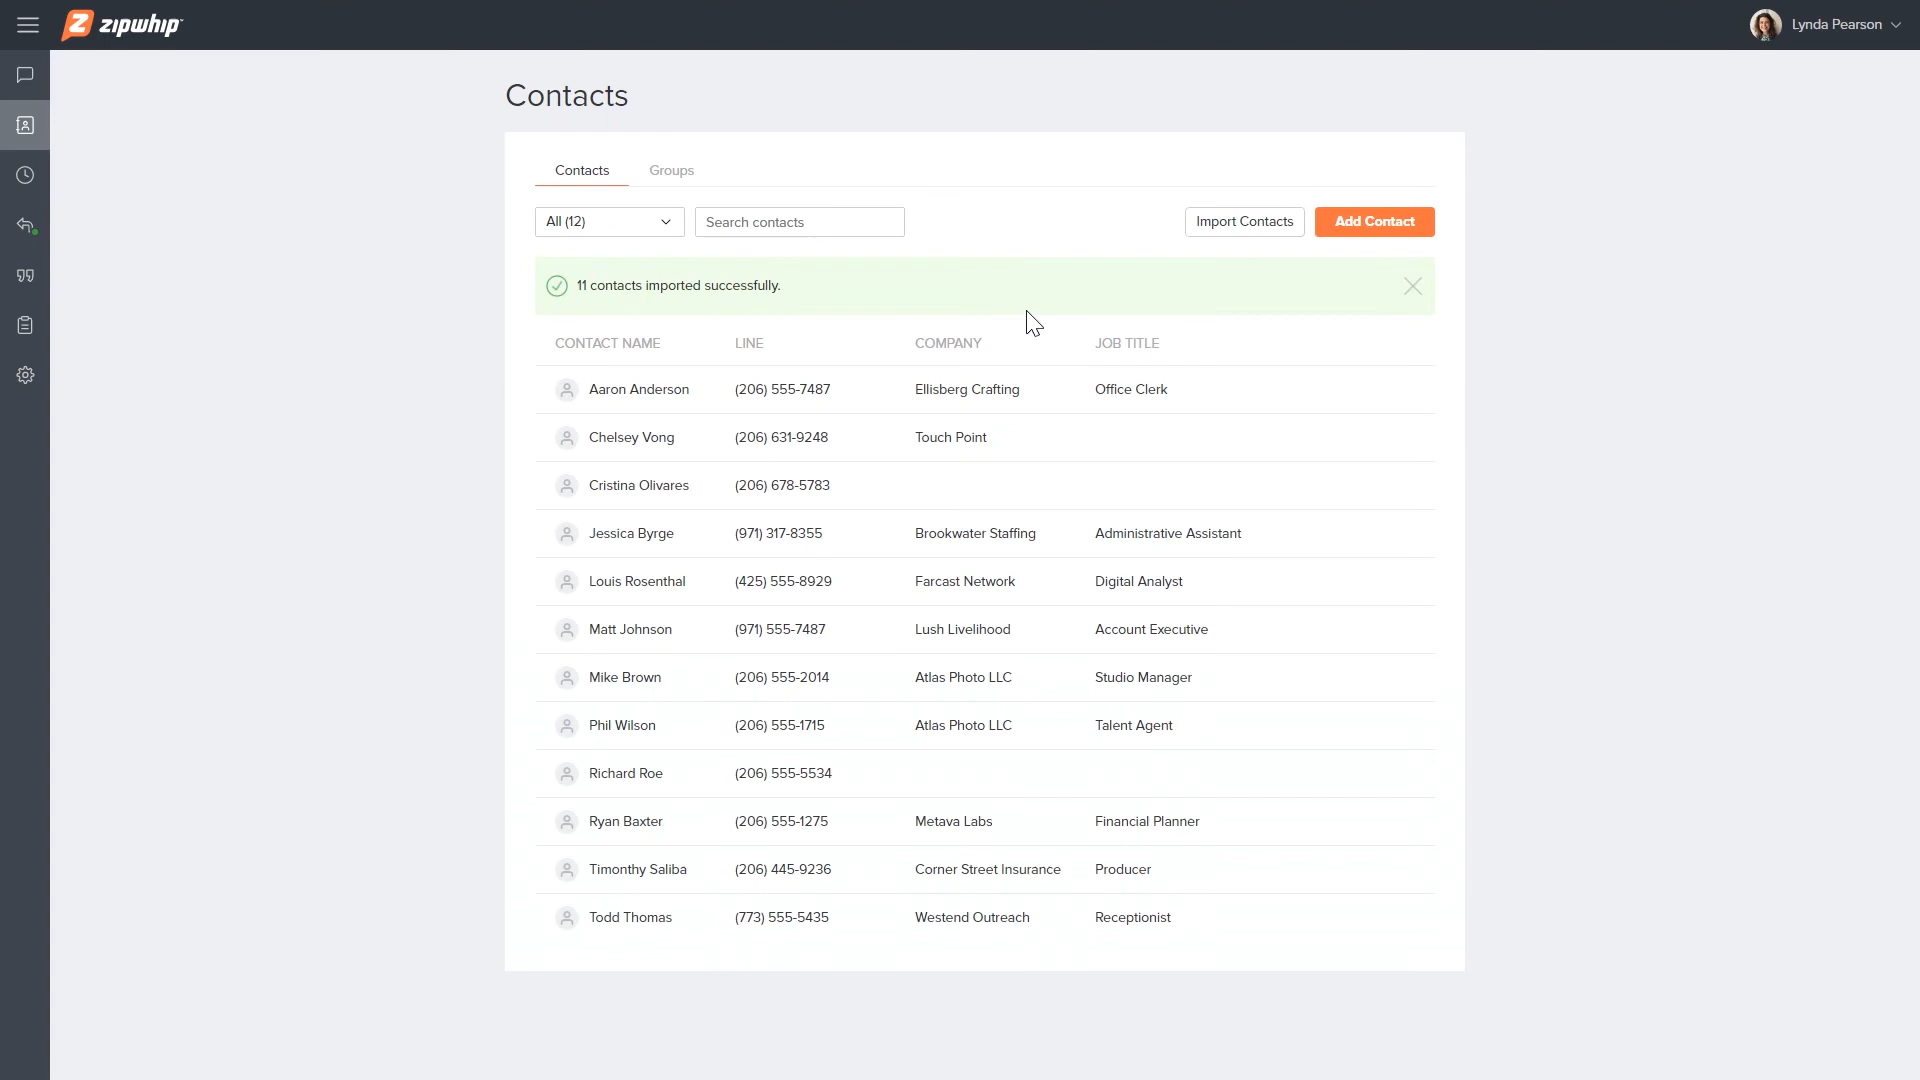 zipwhip
Lynda Pearson
Contacts
Contacts Groups
All (12) Search contacts Import Contacts Add Contact
11 contacts imported successfully.
CONTACT NAME LINE COMPANY JOB TITLE
Aaron Anderson (206) 555-7487 Ellisberg Crafting Office Clerk
Chelsey Vong (206) 631-9248 Touch Point
Cristina Olivares (206) 678-5783
Jessica Byrge (971) 317-8355 Brookwater Staffing Administrative Assistant
Louis Rosenthal (425) 555-8929 Farcast Network Digital Analyst
Matt Johnson (971) 555-7487 Lush Livelihood Account Executive
Mike Brown (206) 555-2014 Atlas Photo LLC Studio Manager
Phil Wilson (206) 555-1715 Atlas Photo LLC Talent Agent
Richard Roe (206) 555-5534
Ryan Baxter (206) 555-1275 Metava Labs Financial Planner
Timonthy Saliba (206) 445-9236 Corner Street Insurance Producer
Todd Thomas (773) 555-5435 Westend Outreach Receptionist